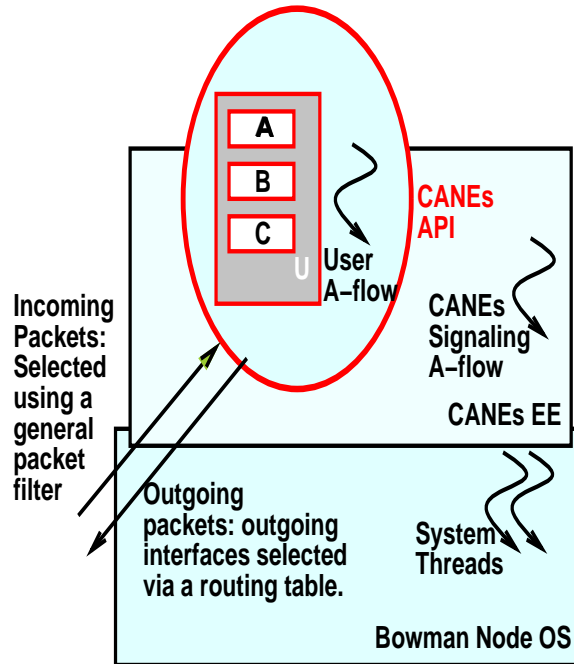 A
B
C
U
User
A–flow
CANEs
API
CANEs
Signaling
A–flow
CANEs EE
Incoming
Packets:
Selected
using a
general
packet
filter
Outgoing
packets: outgoing
interfaces selected
via a routing table.
System
Threads
Bowman Node OS